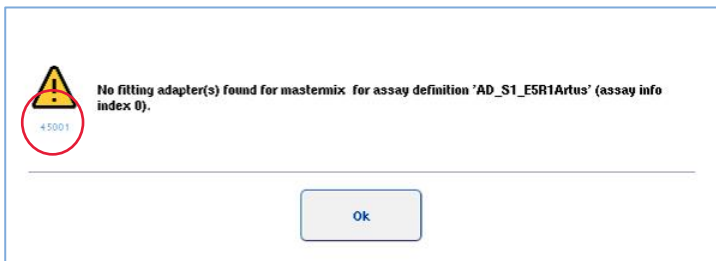 No fitting adapter(s) found for mastermix  for assay definition 'AD_S1_E5R1Artus' (assay info
index 0).
45001
Ok